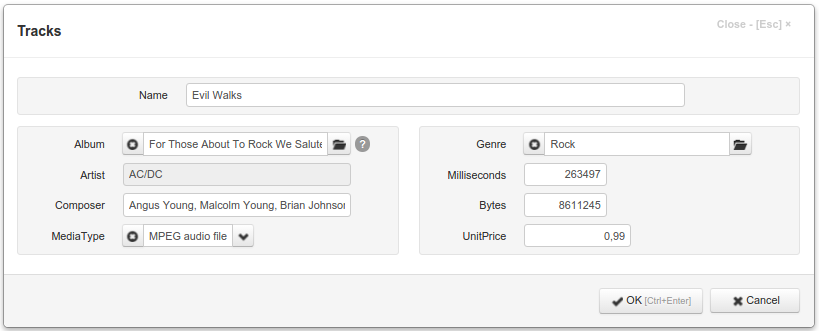 Tracks
Close - [Esc] ×
Name Evil Walks
Album For Those About To Rock We Salute ?
Artist AC/DC
Composer Angus Young, Malcolm Young, Brian Johnson
MediaType MPEG audio file
Genre Rock
Milliseconds 263497
Bytes 8611245
UnitPrice 0,99
OK [Ctrl+Enter]
Cancel